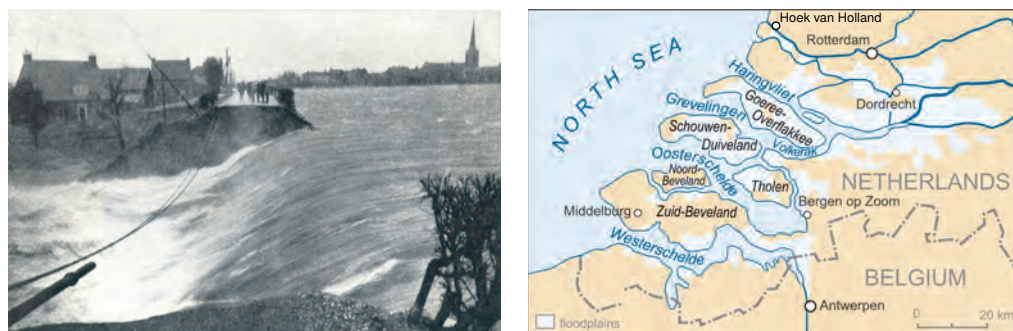 Hoek van Holland
Rotterdam
NORTH SEA
Haringvliet
Dordrecht
Goeree-
Overflakkee
Grevelingen
Schouwen-
Duiveland
Volkerak
Oosterschelde
Noord-
Beveland
Tholen
NETHERLANDS
Middelburg
Zuid-Beveland
Bergen op Zoom
Westerschelde
BELGIUM
Antwerpen
floodplains
0 20 km